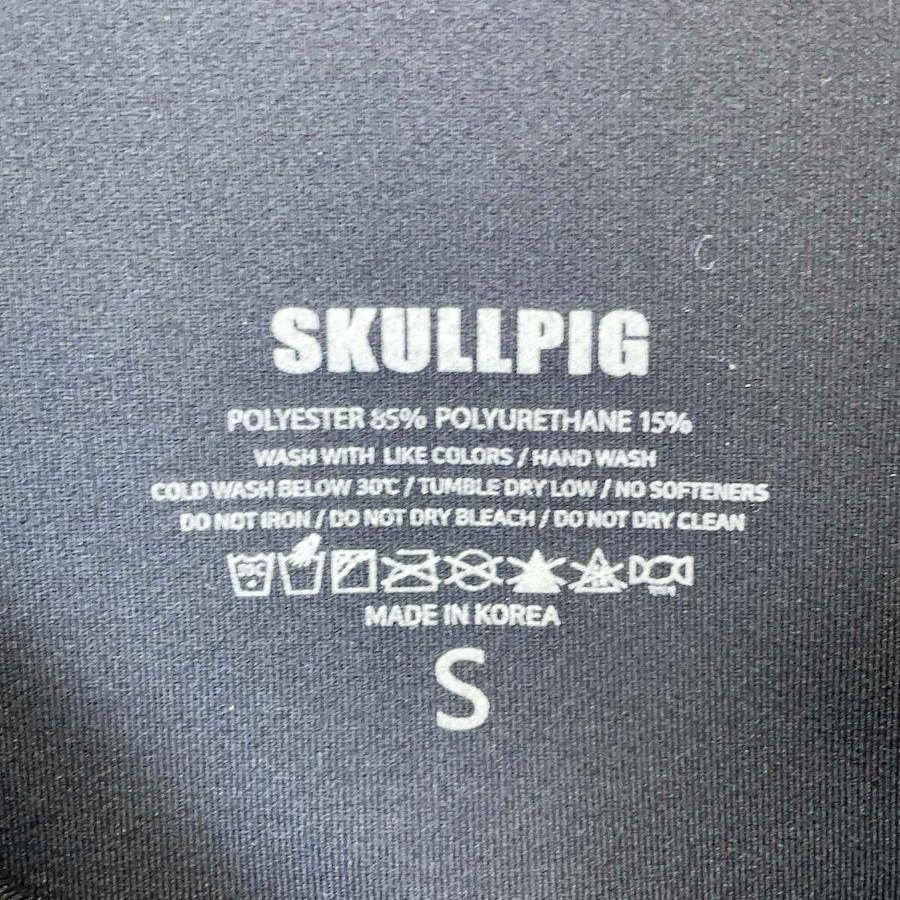 SKULLPIG
POLYESTER 85% POLYURETHANE 15%
WASH WITH LIKE COLORS / HAND WASH
COLD WASH BELOW 30℃ / TUMBLE DRY LOW / NO SOFTENERS
DO NOT IRON / DO NOT DRY BLEACH / DO NOT DRY CLEAN
MADE IN KOREA
S